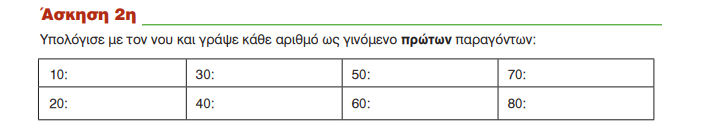 Άσκηση 2η
Υπολόγισε με τον νου και γράψε κάθε αριθμό ως γινόμενο πρώτων παραγόντων:
10: 30: 50: 70:
20: 40: 60: 80: